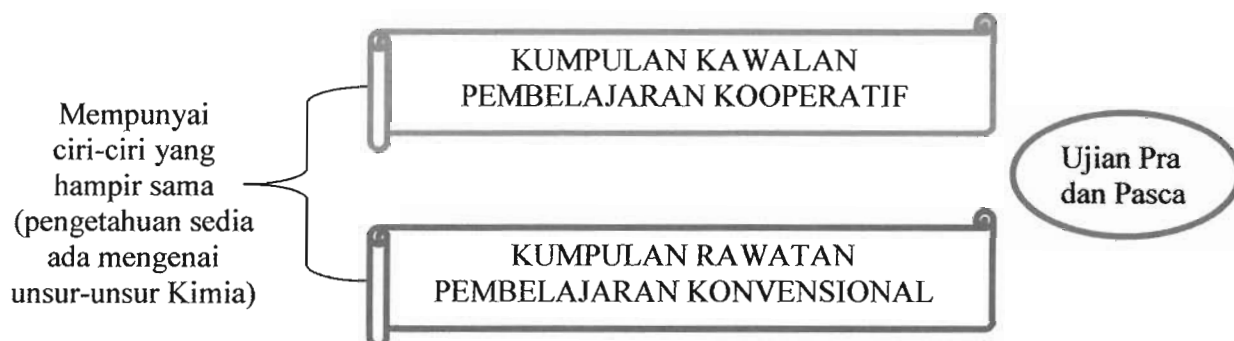 Mempunyai
ciri-ciri yang
hampir sama
(pengetahuan sedia
ada mengenai
unsur-unsur Kimia)
KUMPULAN KAWALAN
PEMBELAJARAN KOOPERATIF
KUMPULAN RAWATAN
PEMBELAJARAN KONVENSIONAL
Ujian Pra
dan Pasca